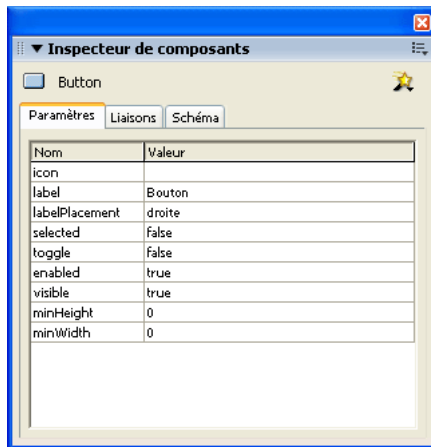 Inspecteur de composants
Button
Paramètres Liaisons Schéma
Nom Valeur
icon
label Bouton
labelPlacement droite
selected false
toggle false
enabled true
visible true
minHeight 0
minWidth 0